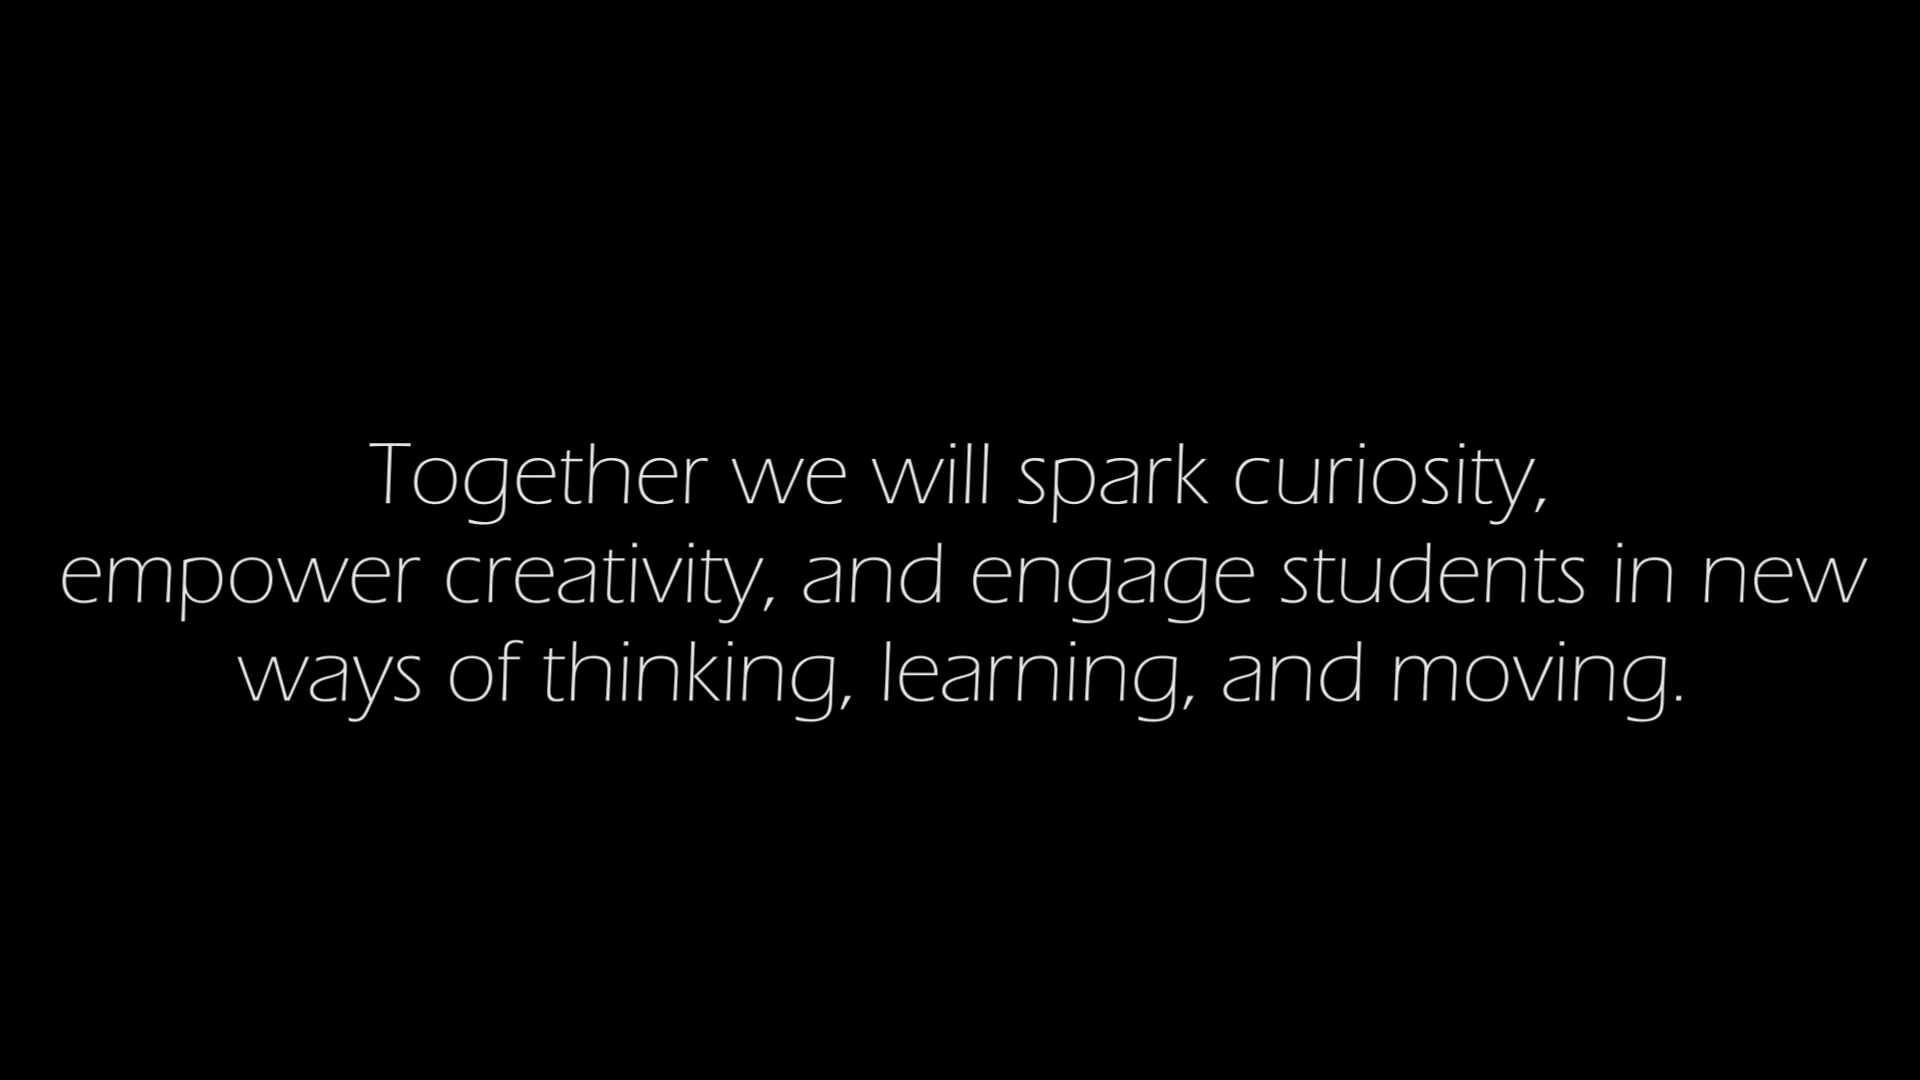 Together we will spark curiosity,
empower creativity, and engage students in new
ways of thinking, learning, and moving.